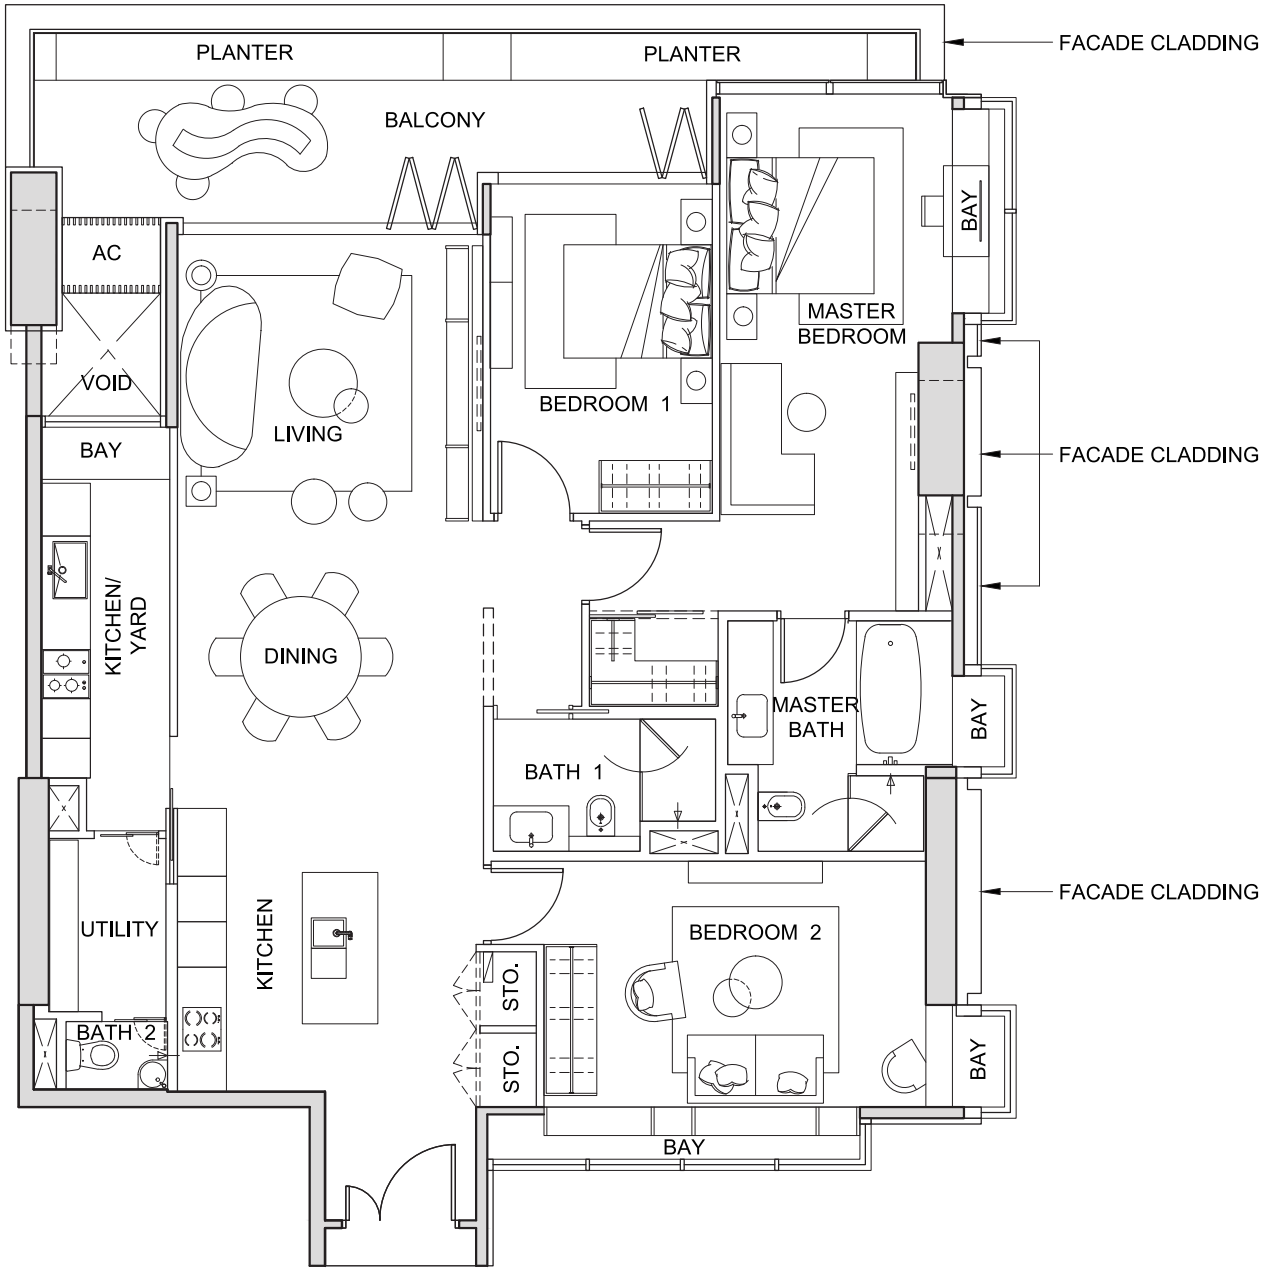 PLANTER
PLANTER
FACADE CLADDING
BALCONY
BAY
AC
MASTER
BEDROOM
VOID
BEDROOM 1
LIVING
BAY
FACADE CLADDING
KITCHEN/
YARD
DINING
MASTER
BATH
BAY
BATH 1
FACADE CLADDING
UTILITY
KITCHEN
BEDROOM 2
STO.
BATH 2
STO.
BAY
BAY